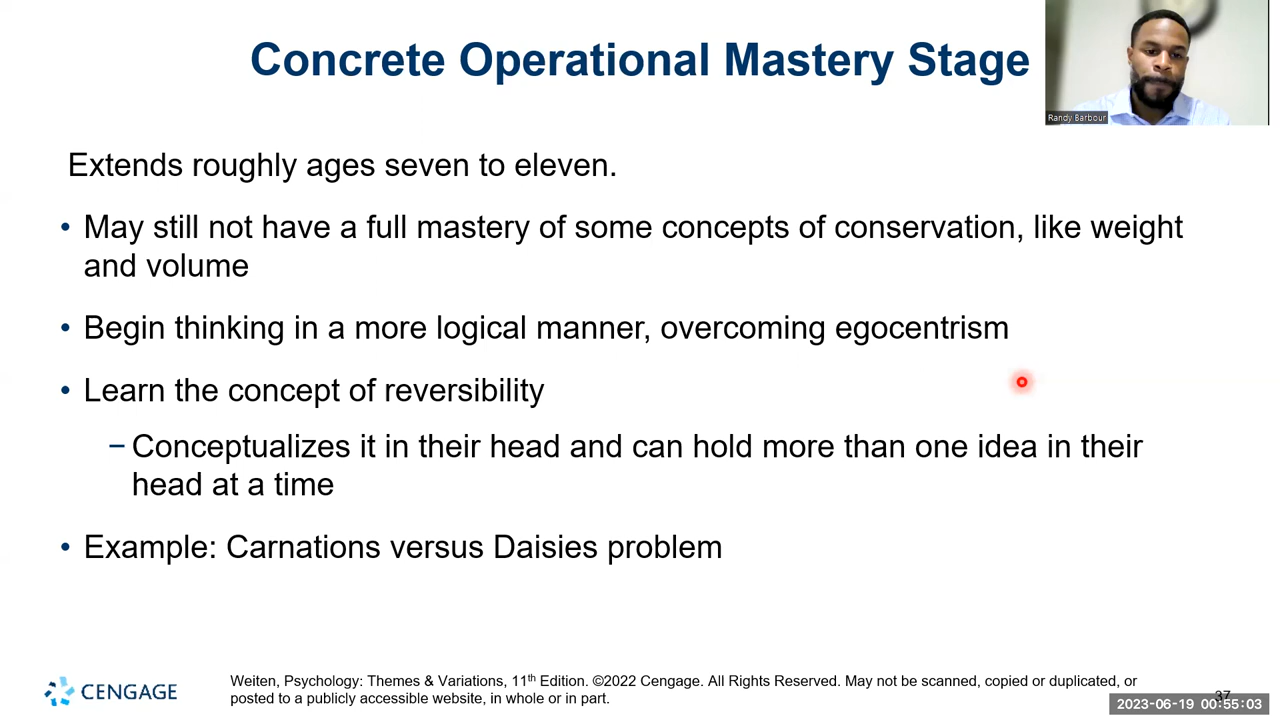 Concrete Operational Mastery Stage
Randy Barbour
Extends roughly ages seven to eleven.
• May still not have a full mastery of some concepts of conservation, like weight
and volume
• Begin thinking in a more logical manner, overcoming egocentrism
• Learn the concept of reversibility
– Conceptualizes it in their head and can hold more than one idea in their
head at a time
• Example: Carnations versus Daisies problem
CENGAGE
Weiten, Psychology: Themes & Variations, 11th Edition. ©2022 Cengage. All Rights Reserved. May not be scanned, copied or duplicated, or
posted to a publicly accessible website, in whole or in part.
37
2023-06-19 00:55:03